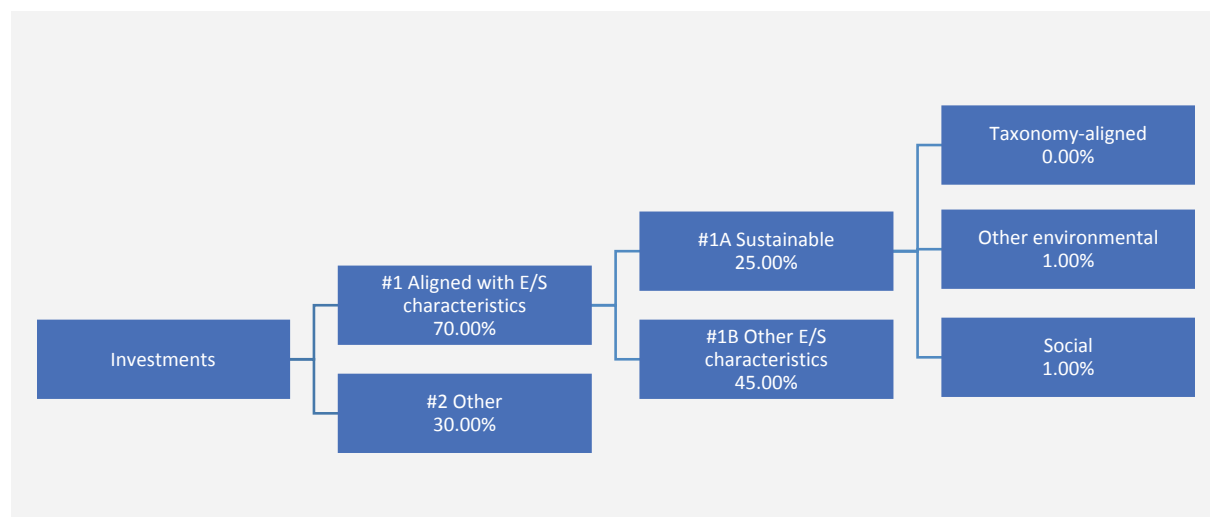 Investments
#1 Aligned with E/S
characteristics
70.00%
#2 Other
30.00%
#1A Sustainable
25.00%
#1B Other E/S
characteristics
45.00%
Taxonomy-aligned
0.00%
Other environmental
1.00%
Social
1.00%